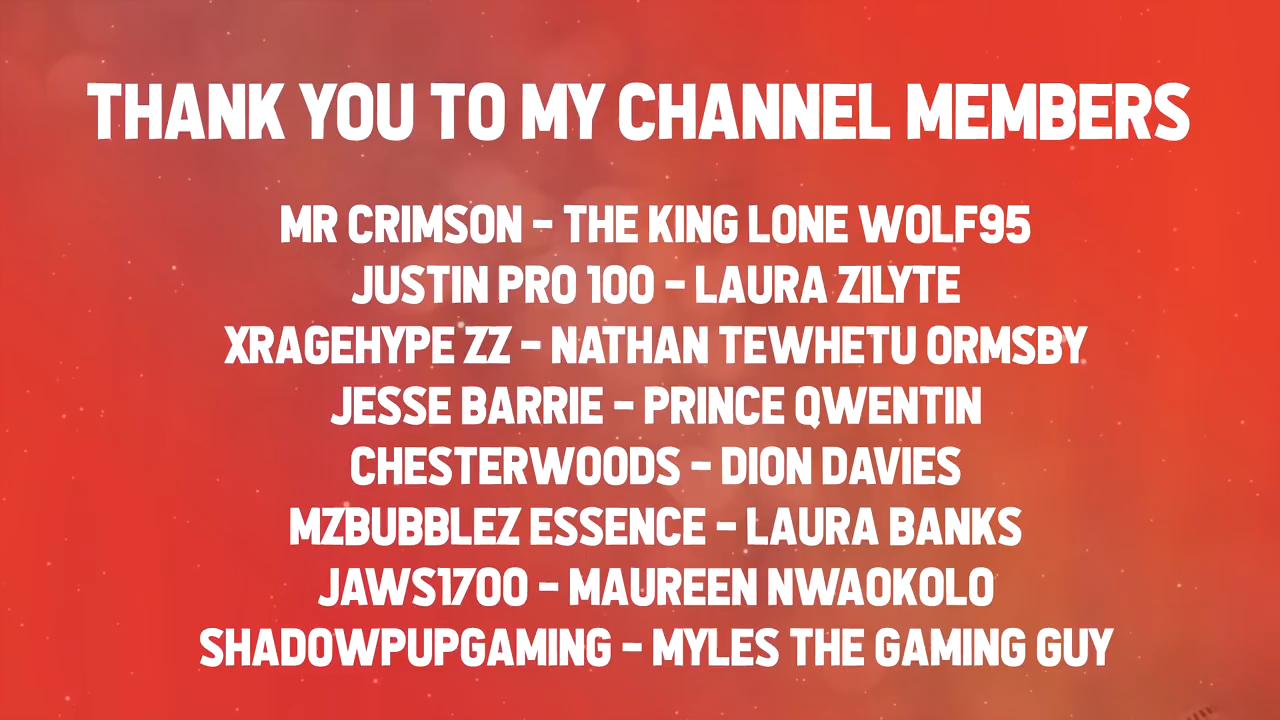 THANK YOU TO MY CHANNEL MEMBERS
MR CRIMSON - THE KING LONE WOLF95
JUSTIN PRO 100 - LAURA ZILYTE
XRAGEHYPE ZZ - NATHAN TEWHETU ORMSBY
JESSE BARRIE - PRINCE QWENTIN
CHESTERWOODS - DION DAVIES
MZBUBBLEZ ESSENCE - LAURA BANKS
JAWS1700 - MAUREEN NWAOKOLO
SHADOWPUPGAMING - MYLES THE GAMING GUY